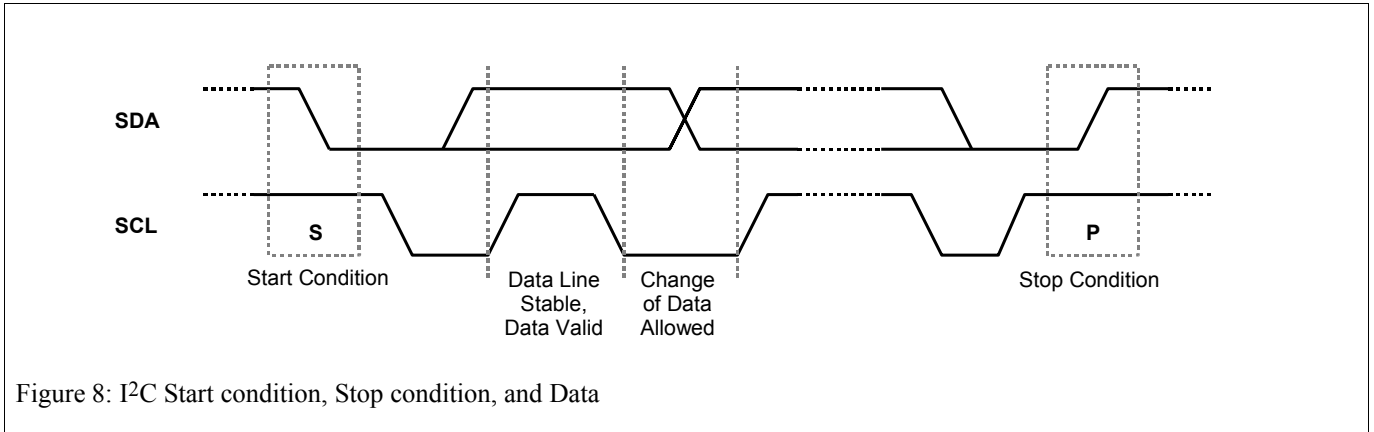 SDA
SCL
S
P
Start Condition
Data Line
Stable,
Data Valid
Change
of Data
Allowed
Stop Condition
Figure 8: I2C Start condition, Stop condition, and Data